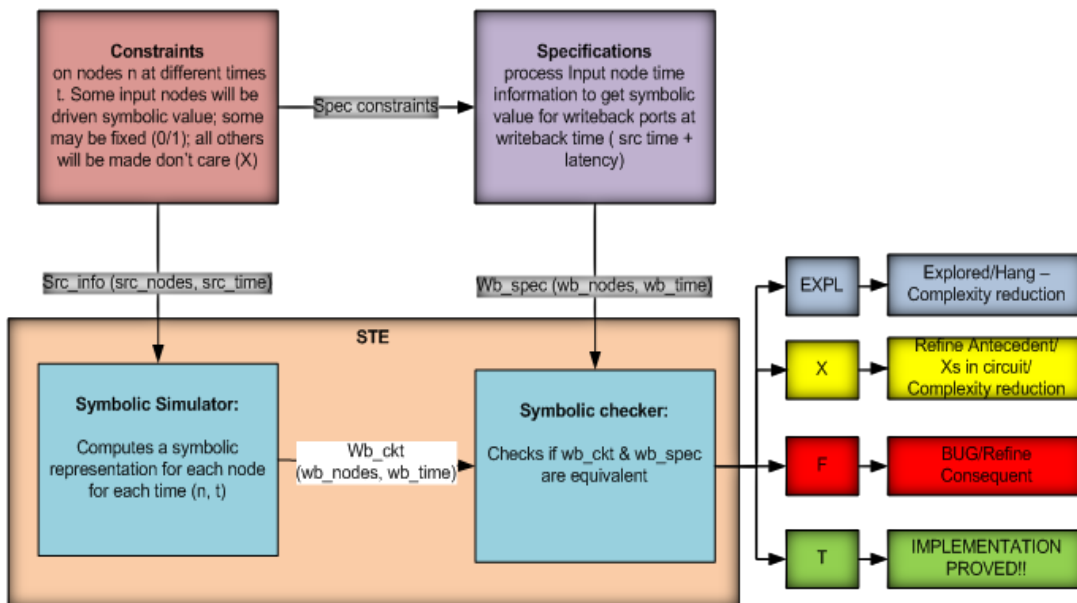 Constraints
on nodes n at different times
t. Some input nodes will be
driven symbolic value; some
may be fixed (0/1); all others
will be made don't care (X)
Spec constraints
Specifications
process Input node time
information to get symbolic
value for writeback ports at
writeback time ( src time +
latency)
Src_info (src_nodes, src_time)
Wb_spec (wb_nodes, wb_time)
STE
Symbolic Simulator:
Computes a symbolic
representation for each node
for each time (n, t)
Wb_ckt
(wb_nodes, wb_time)
Symbolic checker:
Checks if wb_ckt & wb_spec
are equivalent
EXPL
Explored/Hang –
Complexity reduction
X
Refine Antecedent/
Xs in circuit/
Complexity reduction
F
BUG/Refine
Consequent
T
IMPLEMENTATION
PROVED!!